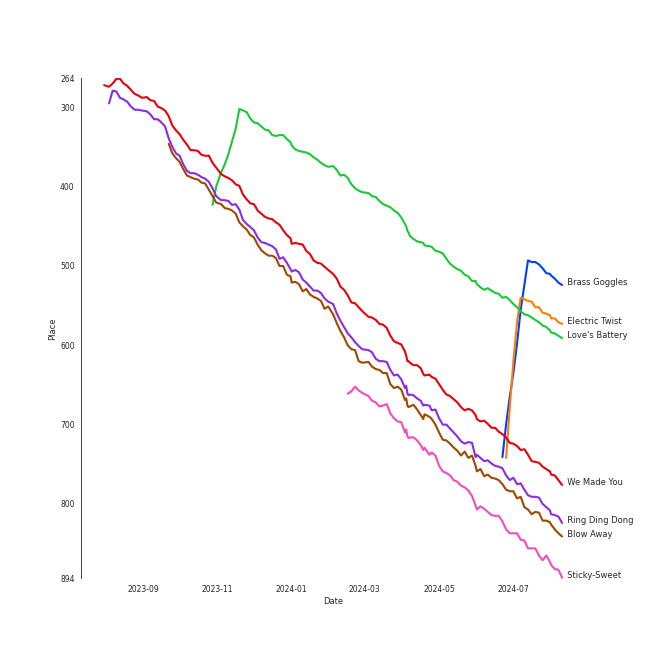 264
300
400
500
600
700
800
894
Place
2023-09
2023-11
2024-01
2024-03
2024-05
2024-07
Date
Brass Goggles
Electric Twist
Love's Battery
We Made You
Ring Ding Dong
Blow Away
Sticky-Sweet